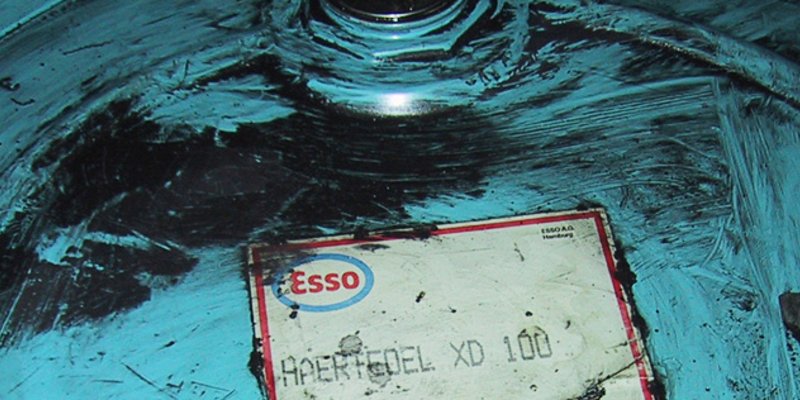 ESSO A.G.
Hamburg
Esso
HAERTEOEL XD 100